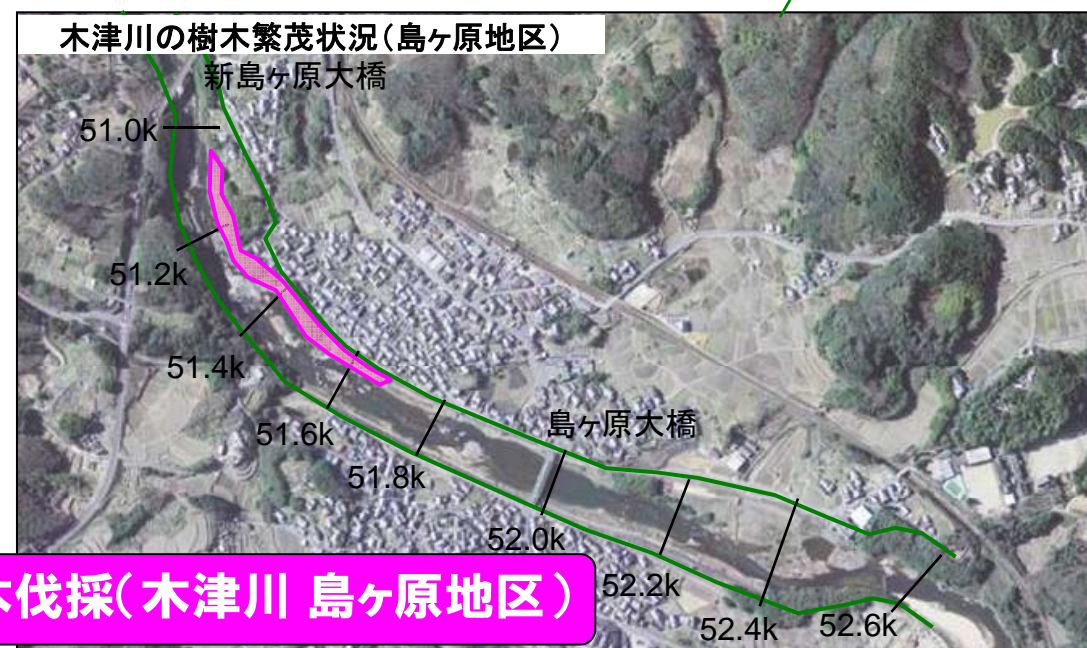 木津川の樹木繁茂状況(島ヶ原地区)
新島ヶ原大橋
51.0k
51.2k
51.4k
51.6k
島ヶ原大橋
51.8k
52.0k
52.2k
52.4k
52.6k
木伐採(木津川 島ヶ原地区)